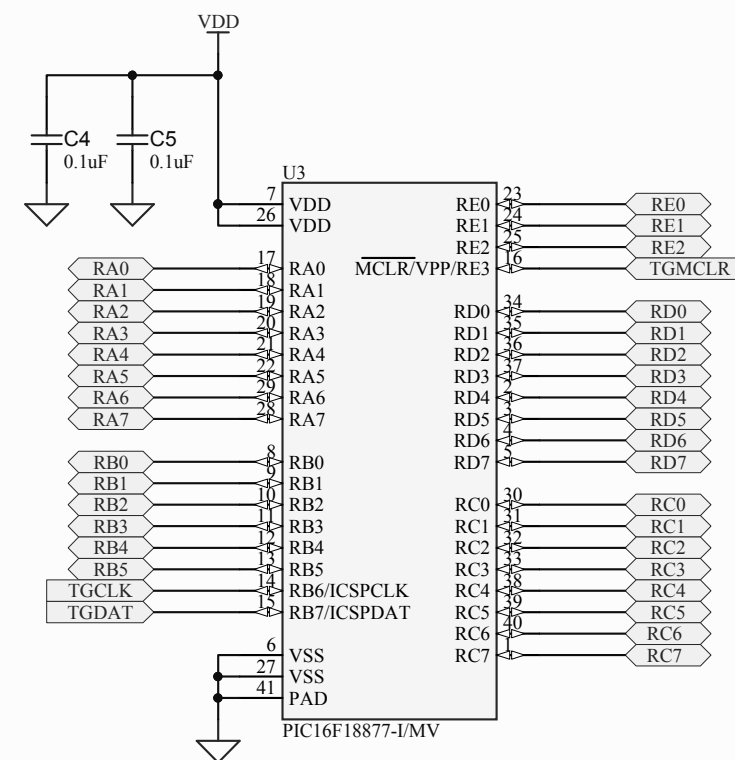 VDD
C4
0.1uF
C5
0.1uF
U3
7 VDD
26 VDD
RA0 17 RA0
RA1 18 RA1
RA2 19 RA2
RA3 20 RA3
RA4 21 RA4
RA5 22 RA5
RA6 29 RA6
RA7 28 RA7
RB0 8 RB0
RB1 9 RB1
RB2 10 RB2
RB3 11 RB3
RB4 12 RB4
RB5 13 RB5
TGCLK 14 RB6/ICSPCLK
TGDAT 15 RB7/ICSPDAT
6 VSS
27 VSS
41 PAD
RE0 23 RE0
RE1 24 RE1
RE2 25 RE2
MCLR/VPP/RE3 16 TGMCLR
RD0 34 RD0
RD1 35 RD1
RD2 36 RD2
RD3 37 RD3
RD4 2 RD4
RD5 3 RD5
RD6 4 RD6
RD7 5 RD7
RC0 30 RC0
RC1 31 RC1
RC2 32 RC2
RC3 33 RC3
RC4 38 RC4
RC5 39 RC5
RC6 40 RC6
RC7 1 RC7
PIC16F18877-I/MV